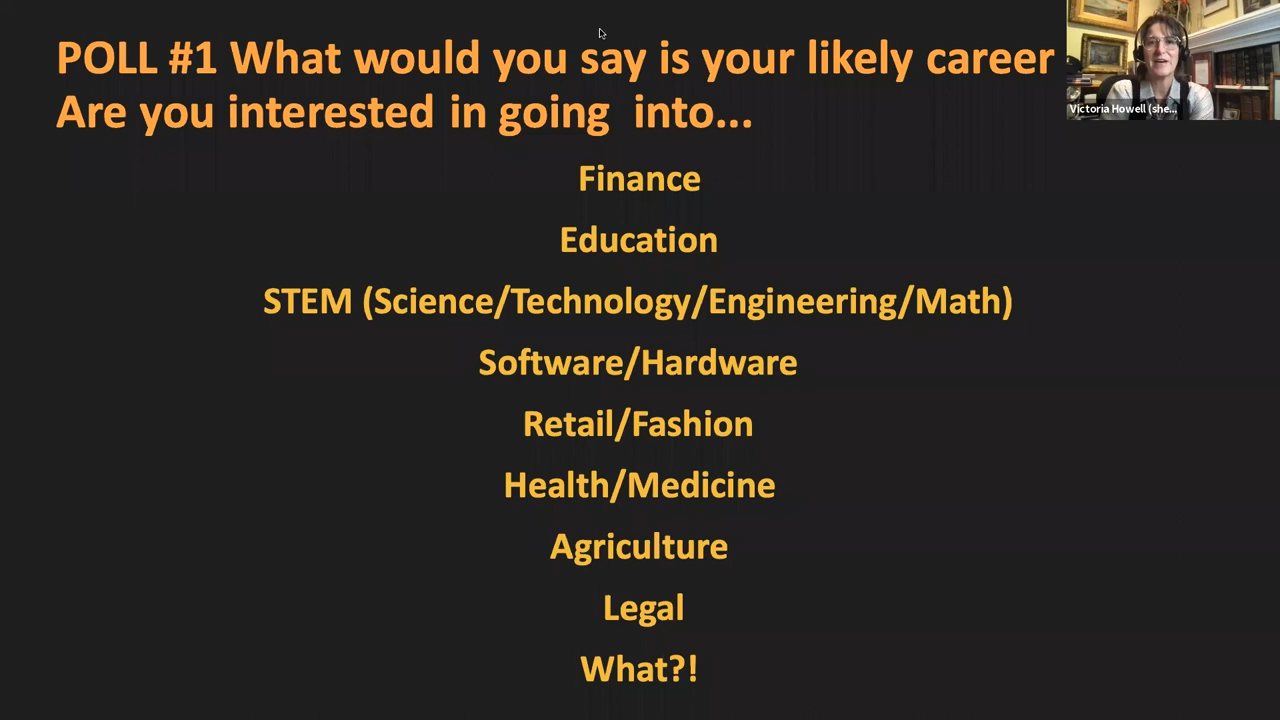 POLL #1 What would you say is your likely career
Are you interested in going  into...
Finance
Education
STEM (Science/Technology/Engineering/Math)
Software/Hardware
Retail/Fashion
Health/Medicine
Agriculture
Legal
What?!
Victoria Howell (she...